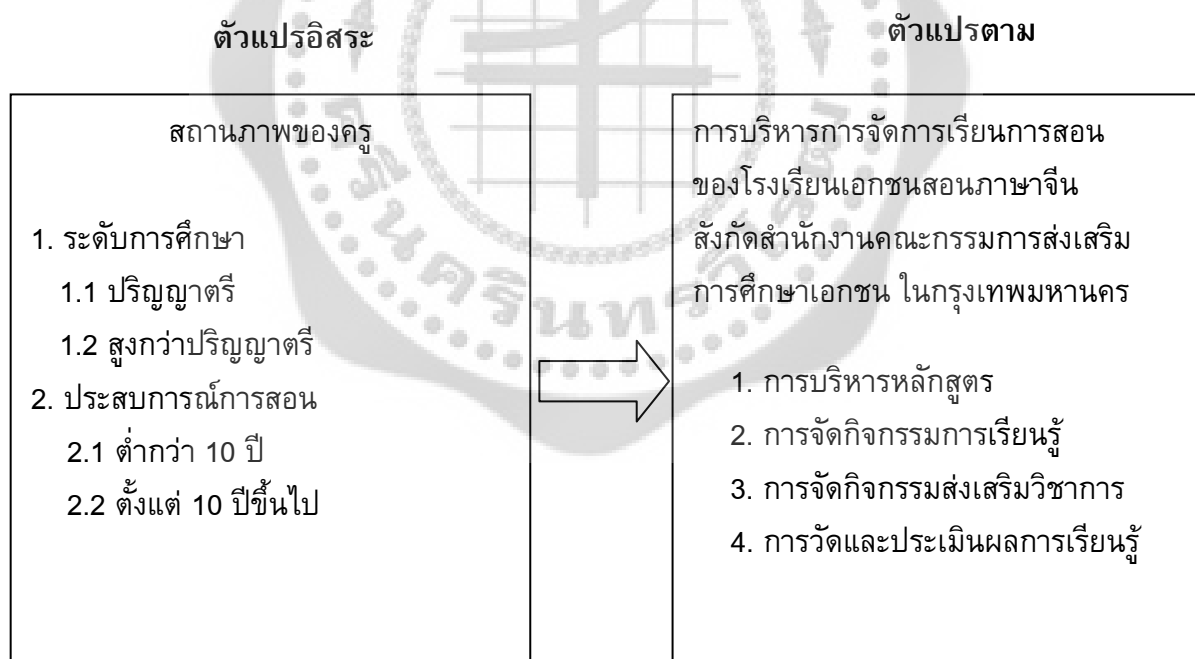 ตัวแปรอิสระ
ตัวแปรตาม
สถานภาพของครู
1. ระดับการศึกษา
1.1 ปริญญาตรี
1.2 สูงกว่าปริญญาตรี
2. ประสบการณ์การสอน
2.1 ต่ำกว่า 10 ปี
2.2 ตั้งแต่ 10 ปีขึ้นไป
การบริหารการจัดการเรียนการสอน
ของโรงเรียนเอกชนสอนภาษาจีน
สังกัดสำนักงานคณะกรรมการส่งเสริม
การศึกษาเอกชน ในกรุงเทพมหานคร
1. การบริหารหลักสูตร
2. การจัดกิจกรรมการเรียนรู้
3. การจัดกิจกรรมส่งเสริมวิชาการ
4. การวัดและประเมินผลการเรียนรู้